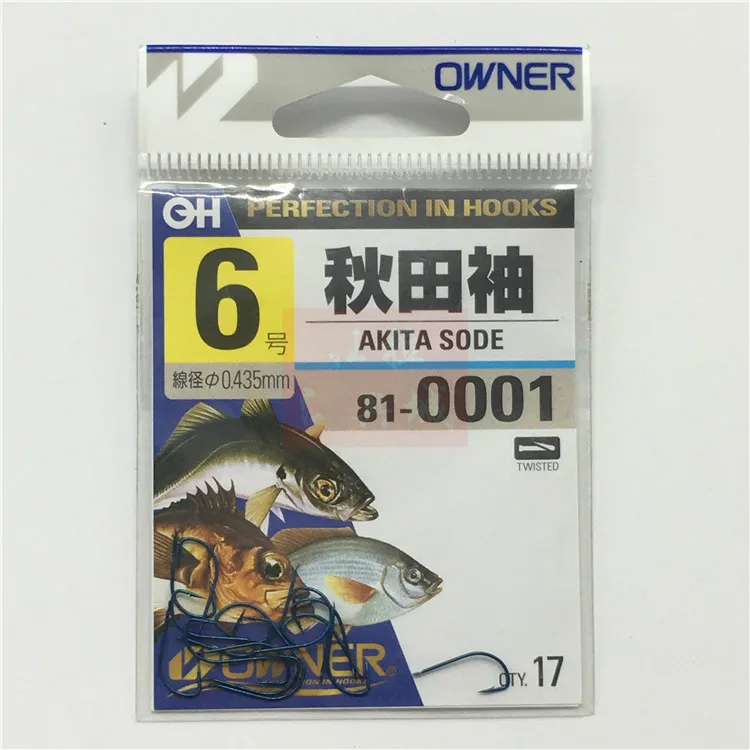 OWNER
OH PERFECTION IN HOOKS
6号
線径φ0.435mm
秋田袖
AKITA SODE
81-0001
TWISTED
OWNER®
QTY. 17